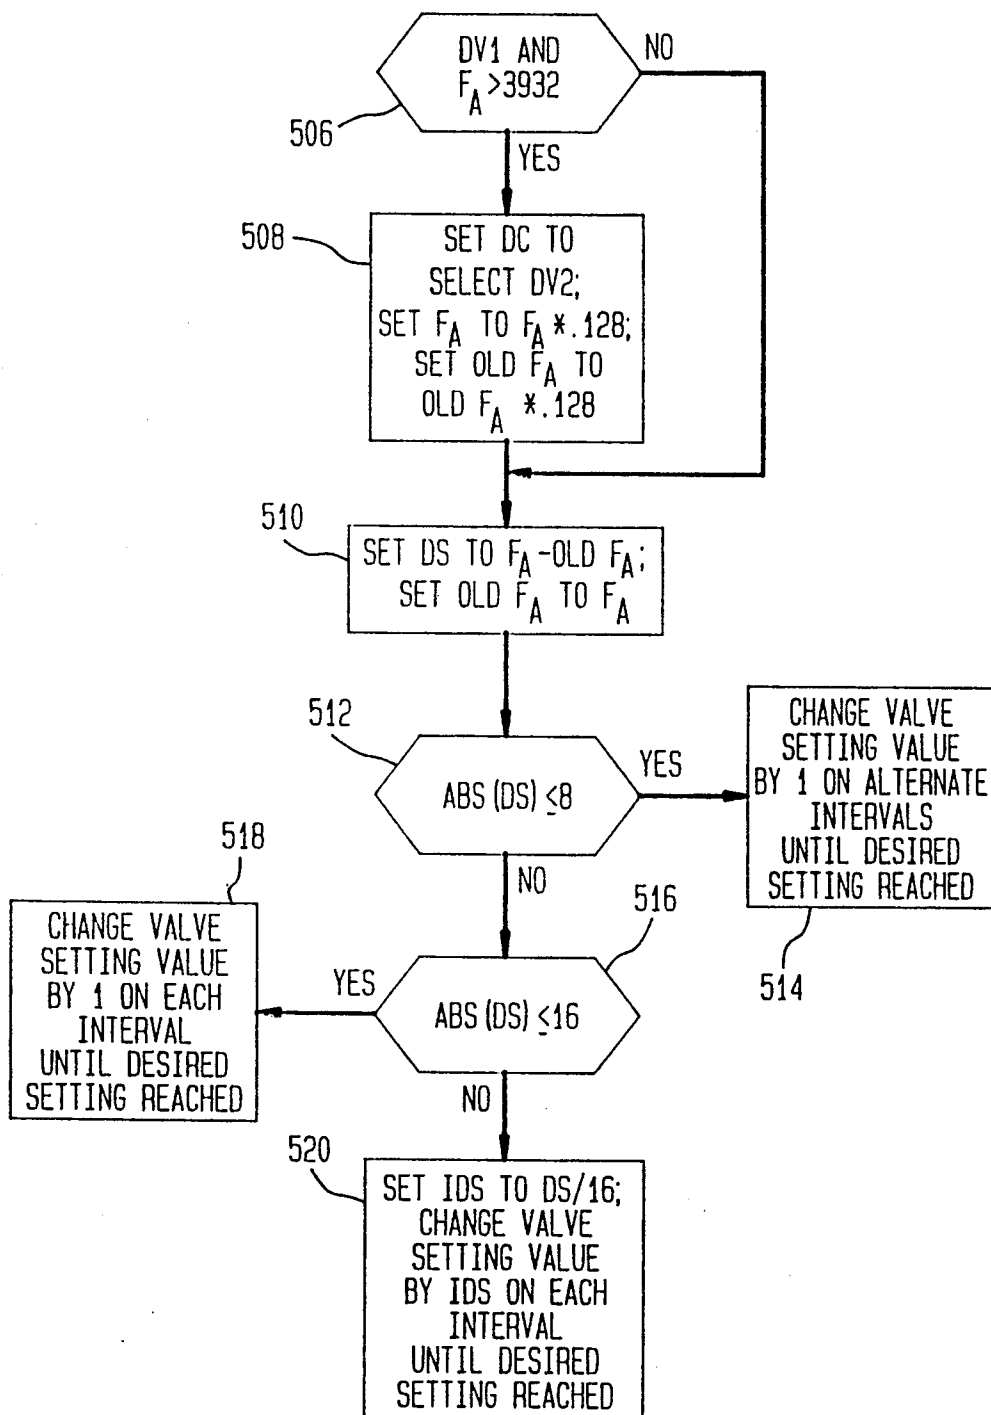 DV1 AND
F_A >3932
NO
506
YES
508
SET DC TO
SELECT DV2;
SET F_A TO F_A *.128;
SET OLD F_A TO
OLD F_A *.128
510
SET DS TO F_A-OLD F_A;
SET OLD F_A TO F_A
512
ABS (DS) ≤8
YES
CHANGE VALVE
SETTING VALUE
BY 1 ON ALTERNATE
INTERVALS
UNTIL DESIRED
SETTING REACHED
514
NO
516
ABS (DS) ≤16
YES
518
CHANGE VALVE
SETTING VALUE
BY 1 ON EACH
INTERVAL
UNTIL DESIRED
SETTING REACHED
NO
520
SET IDS TO DS/16;
CHANGE VALVE
SETTING VALUE
BY IDS ON EACH
INTERVAL
UNTIL DESIRED
SETTING REACHED